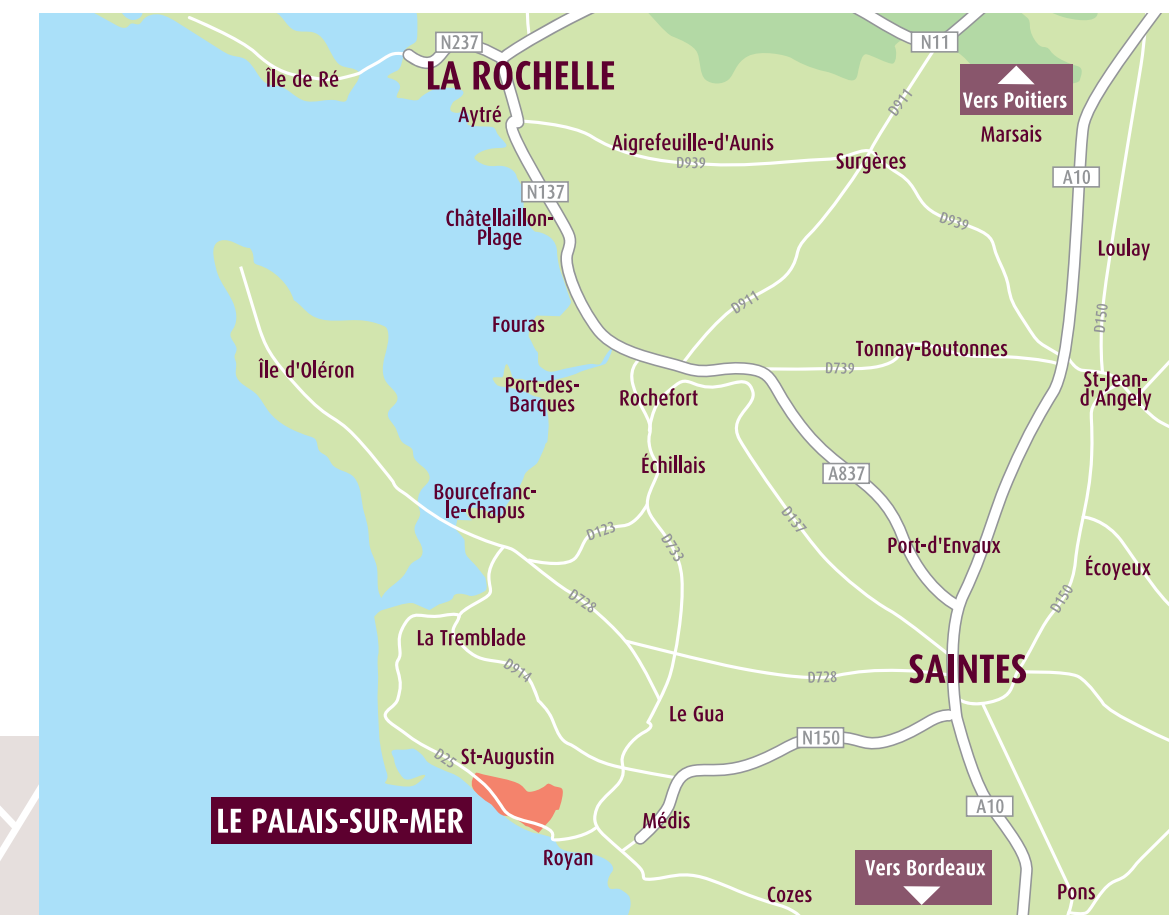 N237
N11
Île de Ré
LA ROCHELLE
Vers Poitiers
D911
Aytré
Aigrefeuille-d'Aunis
Marsais
D939
Surgères
A10
N137
Châtellaillon-
Plage
D939
Loulay
D911
D150
Fouras
Tonnay-Boutonnes
Île d'Oléron
D739
Port-des-
Barques
Rochefort
St-Jean-
d'Angely
Échillais
A837
Bourcefranc-
le-Chapus
D137
D123
D733
Port-d'Envaux
Écoyeux
D728
D150
La Tremblade
D914
D728
SAINTES
Le Gua
N150
D25
St-Augustin
LE PALAIS-SUR-MER
Médis
A10
Royan
Vers Bordeaux
Cozes
Pons